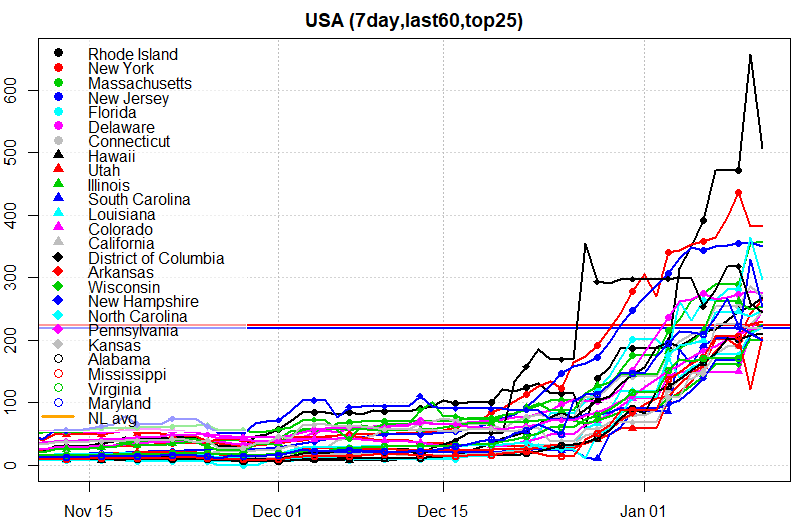 USA (7day,last60,top25)
600
500
400
300
200
100
0
Rhode Island
New York
Massachusetts
New Jersey
Florida
Delaware
Connecticut
Hawaii
Utah
Illinois
South Carolina
Louisiana
Colorado
California
District of Columbia
Arkansas
Wisconsin
New Hampshire
North Carolina
Pennsylvania
Kansas
Alabama
Mississippi
Virginia
Maryland
NL avg
Nov 15
Dec 01
Dec 15
Jan 01